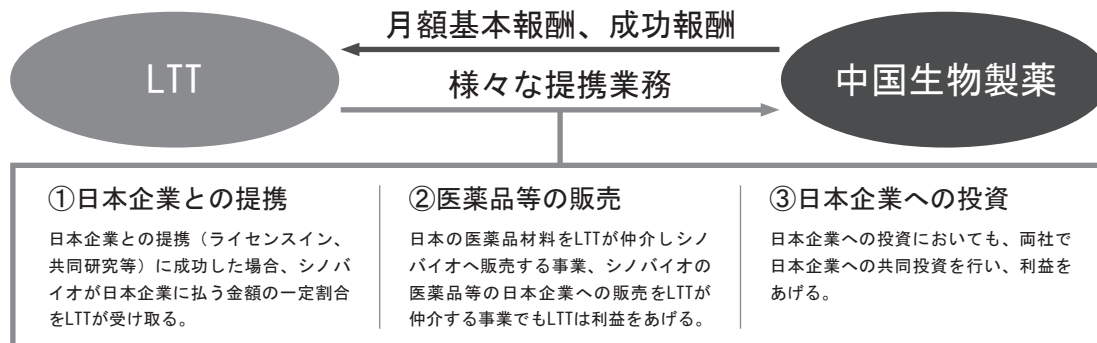 月額基本報酬、成功報酬
LTT
中国生物製薬
様々な提携業務
①日本企業との提携
日本企業との提携（ライセンスイン、
共同研究等）に成功した場合、シノバ
イオが日本企業に払う金額の一定割合
をLTTが受け取る。
②医薬品等の販売
日本の医薬品材料をLTTが仲介しシノ
バイオへ販売する事業、シノバイオの
医薬品等の日本企業への販売をLTTが
仲介する事業でもLTTは利益をあげる。
③日本企業への投資
日本企業への投資においても、両社で
日本企業への共同投資を行い、利益を
あげる。